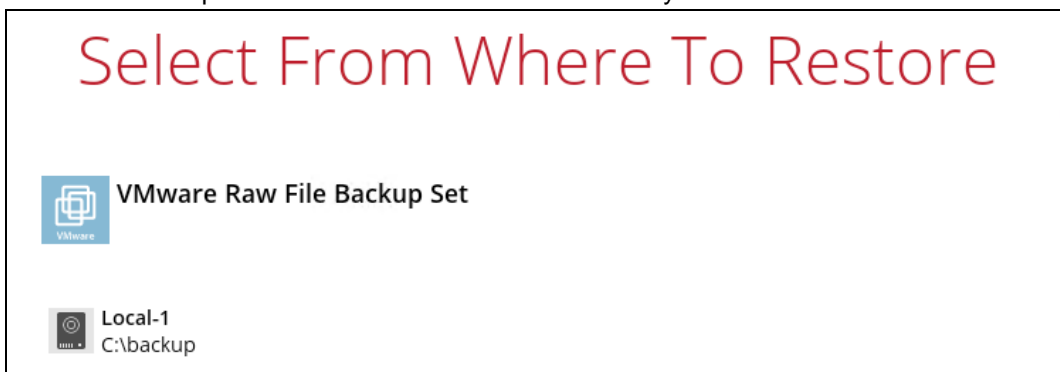 Select From Where To Restore
VMware Raw File Backup Set
VMware
Local-1
C:\backup